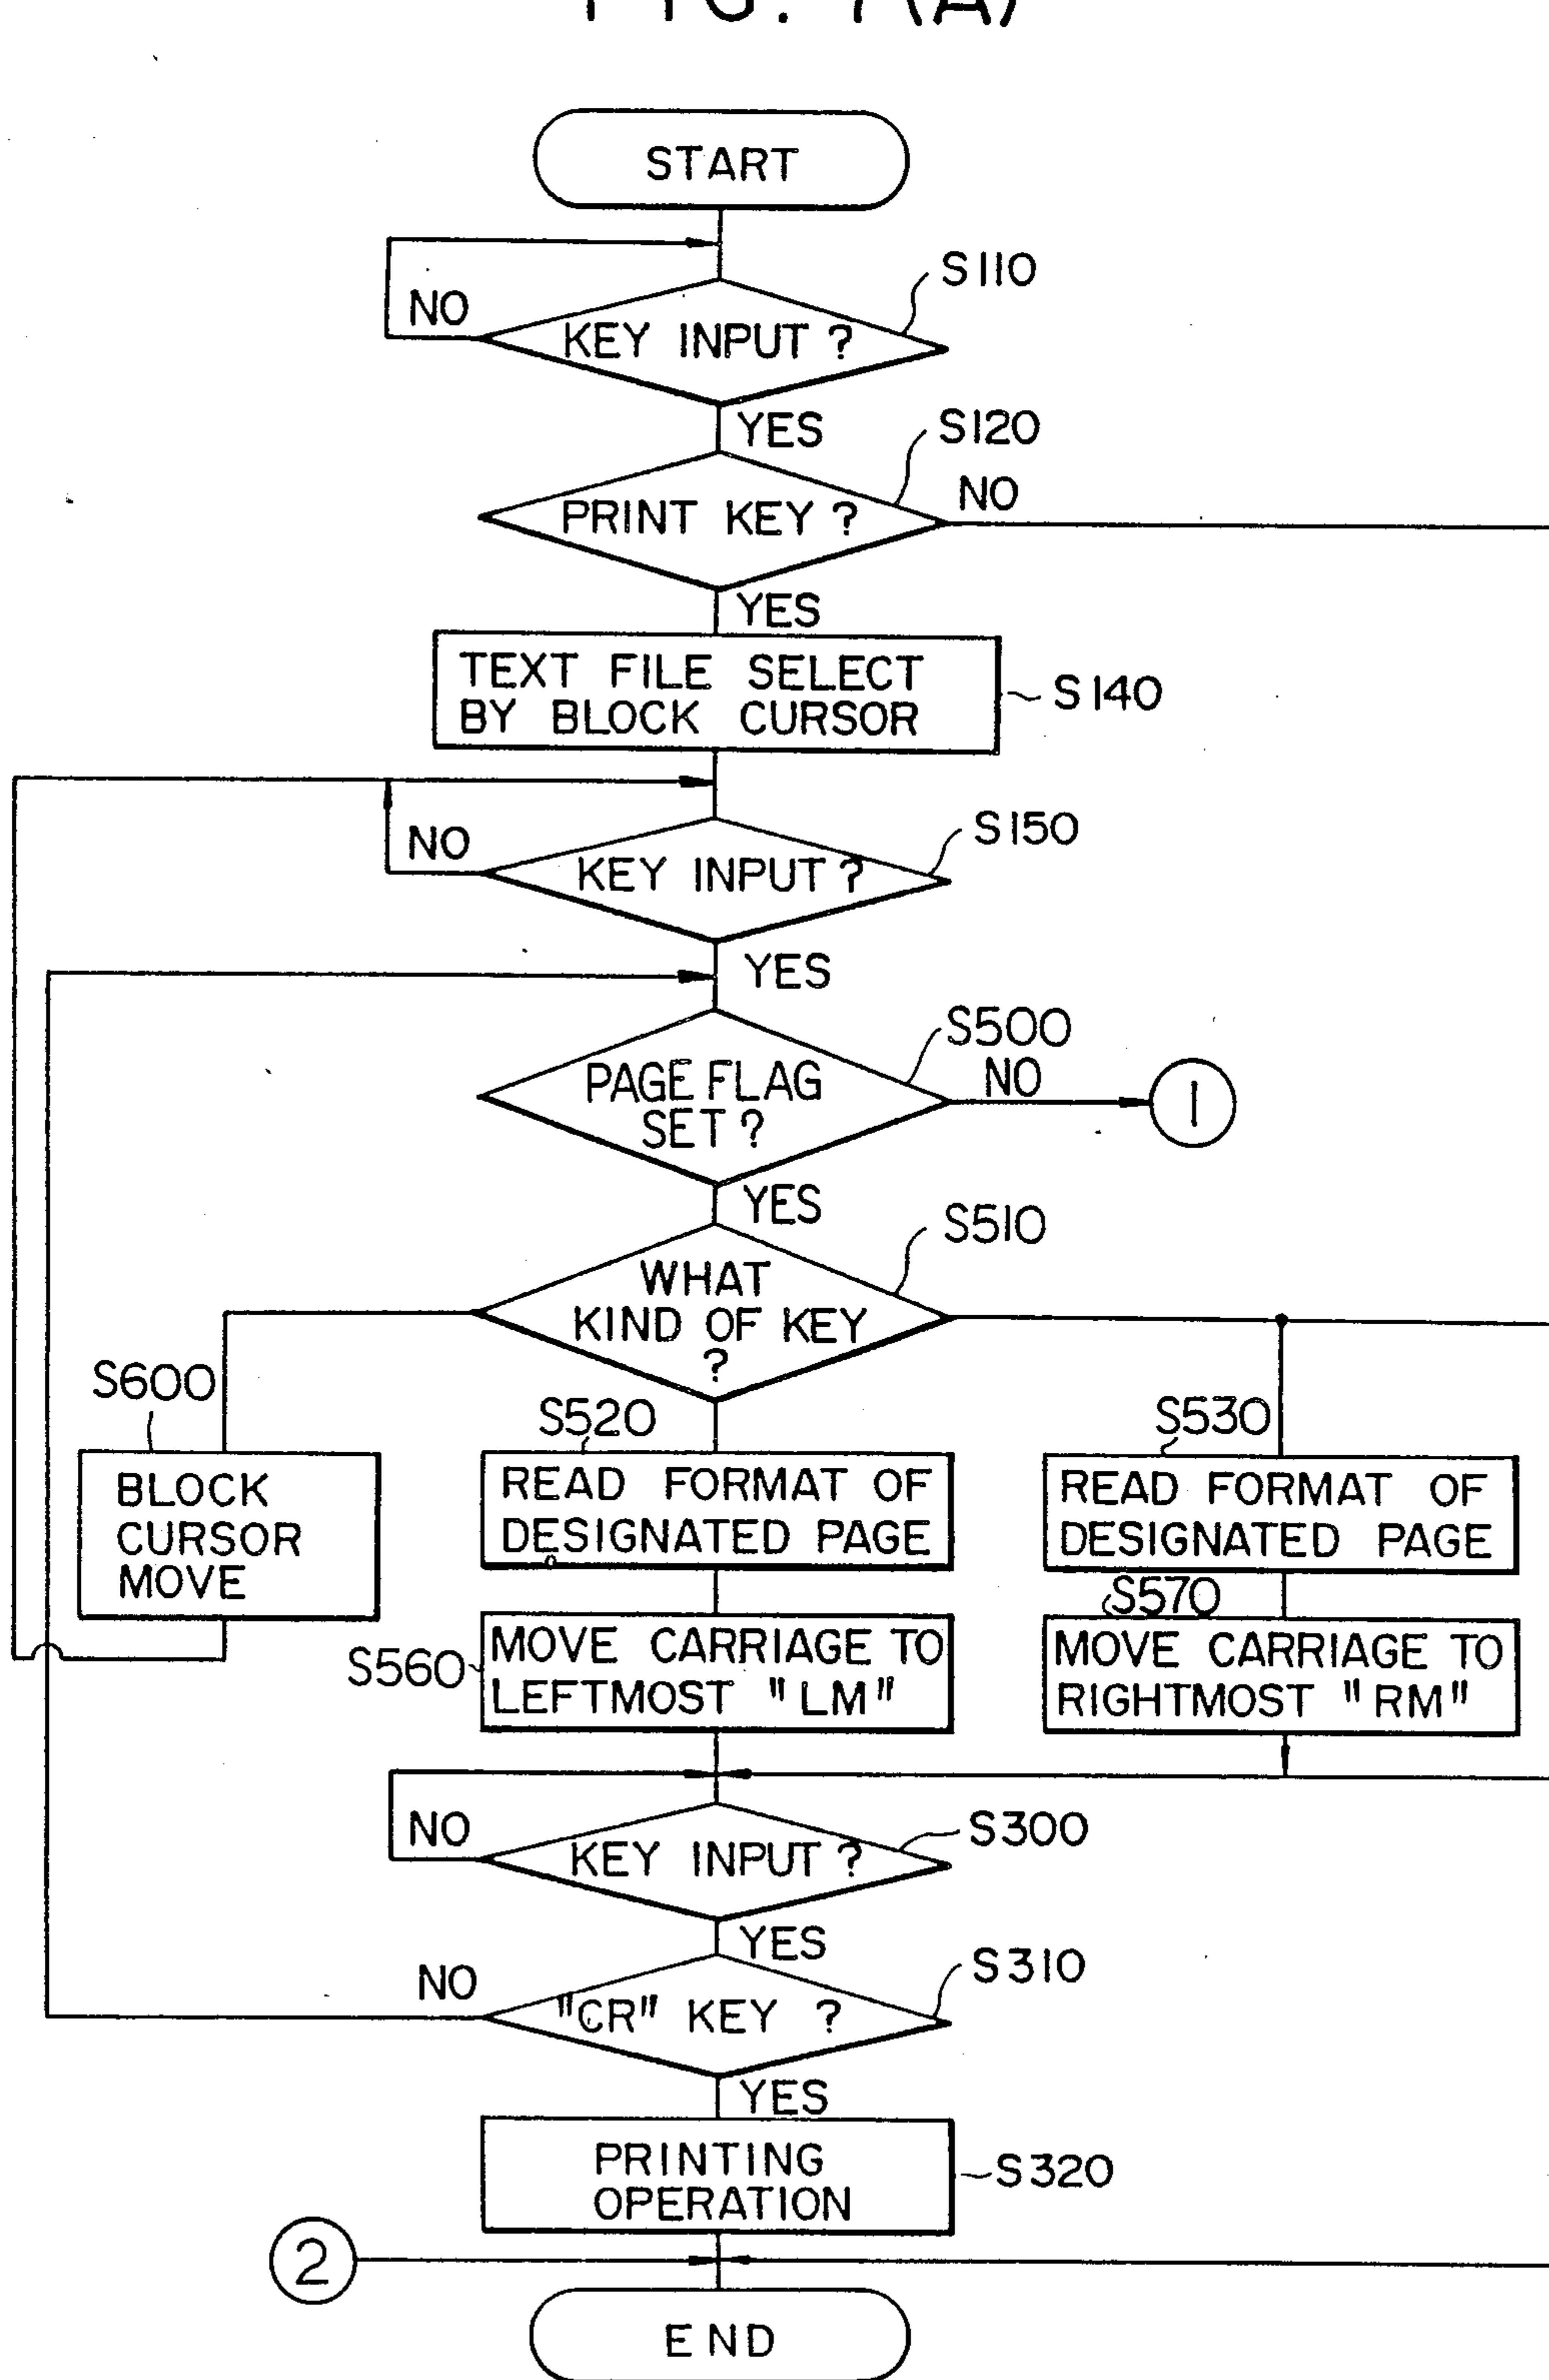 FIG. 7(A)
START
S110
NO
KEY INPUT ?
YES
S120
PRINT KEY ?
NO
YES
TEXT FILE SELECT
BY BLOCK CURSOR
S140
S150
NO
KEY INPUT ?
YES
S500
PAGE FLAG
SET ?
NO
1
YES
S510
WHAT
KIND OF KEY
?
S600
BLOCK
CURSOR
MOVE
S520
READ FORMAT OF
DESIGNATED PAGE
S530
READ FORMAT OF
DESIGNATED PAGE
S560
MOVE CARRIAGE TO
LEFTMOST "LM"
S570
MOVE CARRIAGE TO
RIGHTMOST "RM"
S300
NO
KEY INPUT ?
YES
S310
NO
"CR" KEY ?
YES
PRINTING
OPERATION
S320
2
END